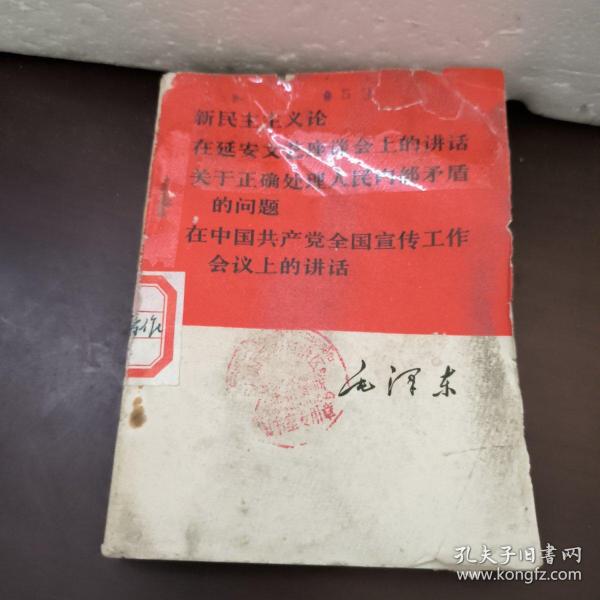 新民主主义论
在延安文艺座谈会上的讲话
关于正确处理人民内部矛盾
的问题
在中国共产党全国宣传工作
会议上的讲话
毛泽东
孔夫子旧书网
www.kongfz.com